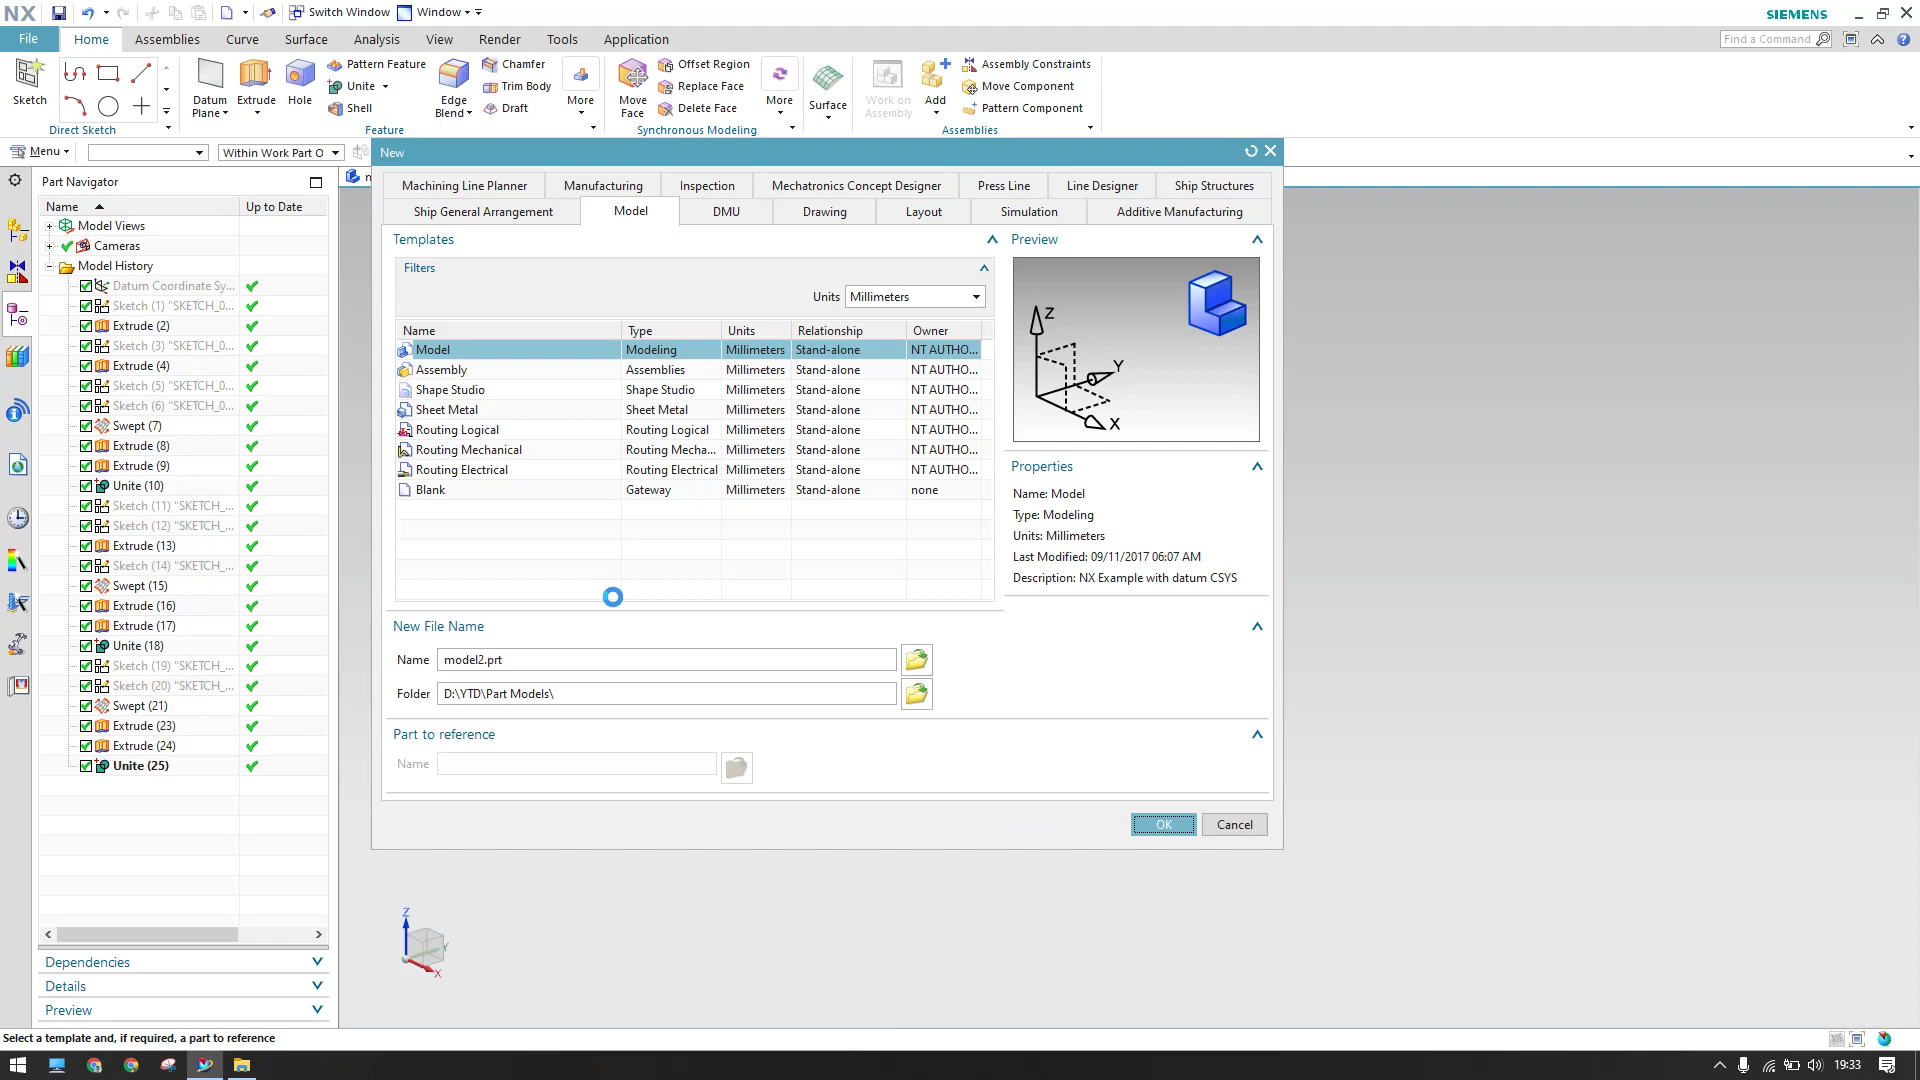 NX Switch Window Window SIEMENS
File Home Assemblies Curve Surface Analysis View Render Tools Application Find a Command
Sketch
Direct Sketch
Datum Plane
Extrude
Hole
Pattern Feature
Unite
Shell
Edge Blend
Chamfer
Trim Body
Draft
More
Feature
Move Face
Offset Region
Replace Face
Delete Face
More
Synchronous Modeling
Surface
Work on Assembly
Add
Assembly Constraints
Move Component
Pattern Component
Assemblies
Menu Within Work Part O
Part Navigator
Name Up to Date
Model Views
Cameras
Model History
Datum Coordinate Sy...
Sketch (1) "SKETCH_0...
Extrude (2)
Sketch (3) "SKETCH_0...
Extrude (4)
Sketch (5) "SKETCH_0...
Sketch (6) "SKETCH_0...
Swept (7)
Extrude (8)
Extrude (9)
Unite (10)
Sketch (11) "SKETCH_...
Sketch (12) "SKETCH_...
Extrude (13)
Sketch (14) "SKETCH_...
Swept (15)
Extrude (16)
Extrude (17)
Unite (18)
Sketch (19) "SKETCH_...
Sketch (20) "SKETCH_...
Swept (21)
Extrude (23)
Extrude (24)
Unite (25)
Dependencies
Details
Preview
New
Machining Line Planner Manufacturing Inspection Mechatronics Concept Designer Press Line Line Designer Ship Structures
Ship General Arrangement Model DMU Drawing Layout Simulation Additive Manufacturing
Templates
Filters
Units Millimeters
Name Type Units Relationship Owner
Model Modeling Millimeters Stand-alone NT AUTHO...
Assembly Assemblies Millimeters Stand-alone NT AUTHO...
Shape Studio Shape Studio Millimeters Stand-alone NT AUTHO...
Sheet Metal Sheet Metal Millimeters Stand-alone NT AUTHO...
Routing Logical Routing Logical Millimeters Stand-alone NT AUTHO...
Routing Mechanical Routing Mecha... Millimeters Stand-alone NT AUTHO...
Routing Electrical Routing Electrical Millimeters Stand-alone NT AUTHO...
Blank Gateway Millimeters Stand-alone none
Preview
Z
Y
X
Properties
Name: Model
Type: Modeling
Units: Millimeters
Last Modified: 09/11/2017 06:07 AM
Description: NX Example with datum CSYS
New File Name
Name model2.prt
Folder D:\YTD\Part Models\
Part to reference
Name
OK Cancel
Z
Y
X
Select a template and, if required, a part to reference
19:33